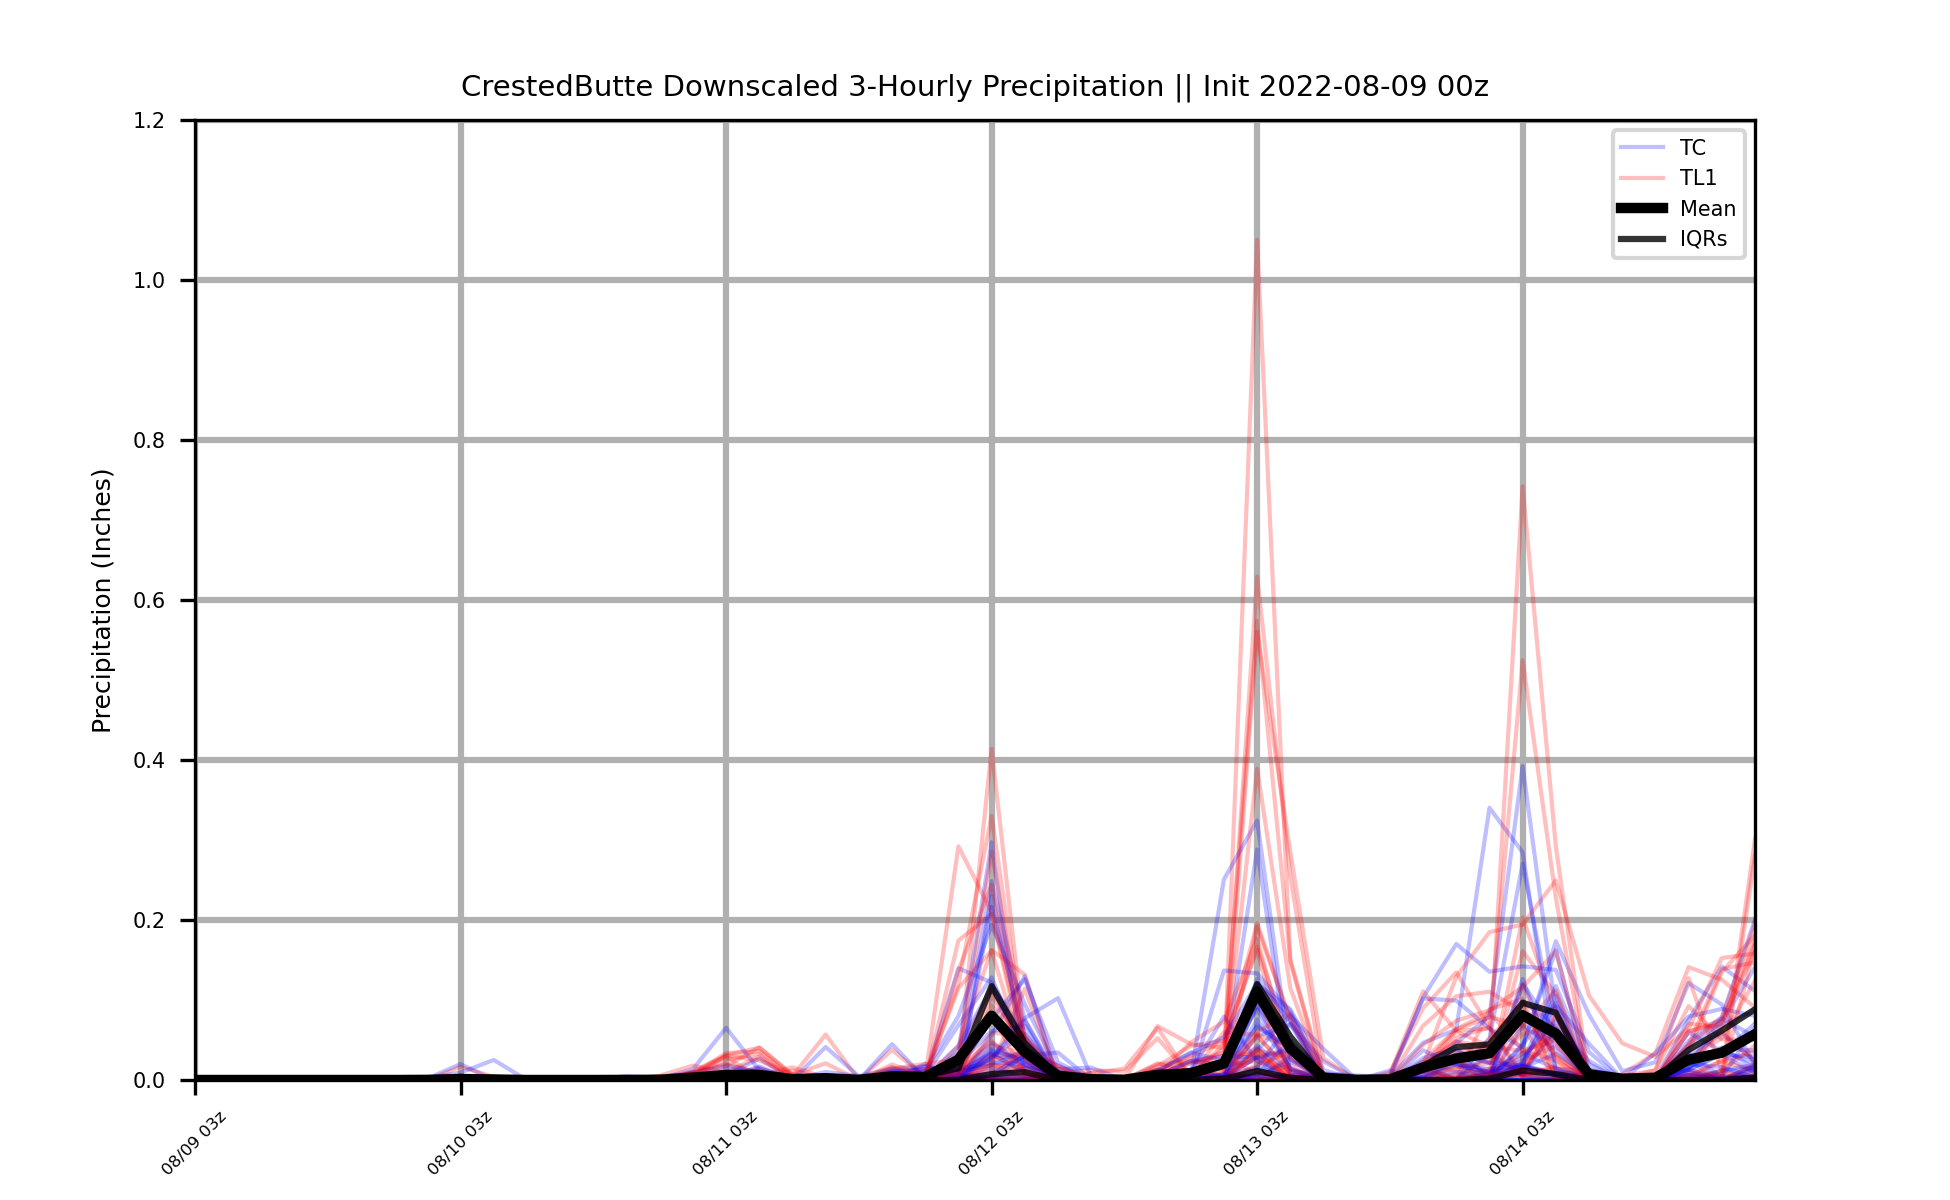 CrestedButte Downscaled 3-Hourly Precipitation || Init 2022-08-09 00z
1.2
1.0
0.8
0.6
0.4
0.2
0.0
Precipitation (Inches)
TC
TL1
Mean
IQRs
08/09 03z
08/10 03z
08/11 03z
08/12 03z
08/13 03z
08/14 03z